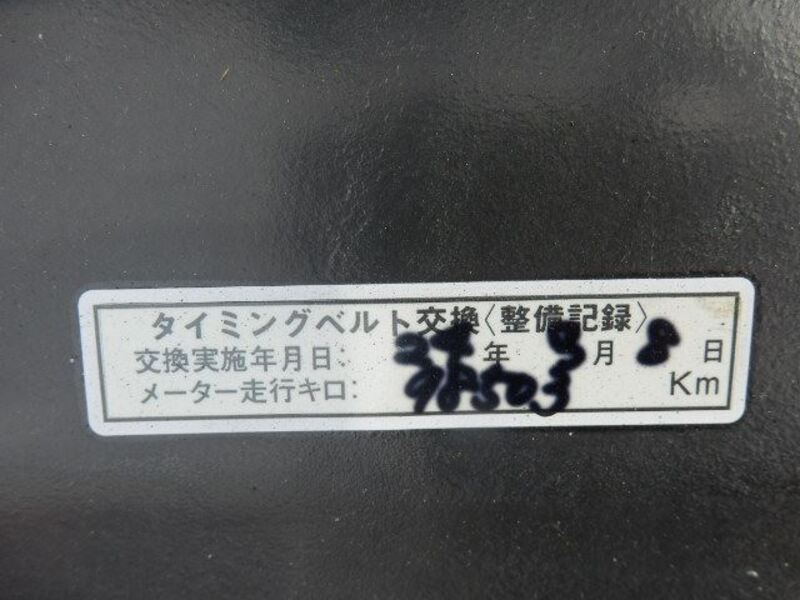 タイミングベルト交換〈整備記録〉
交換実施年月日: 年 月 8 日
メーター走行キロ: Km